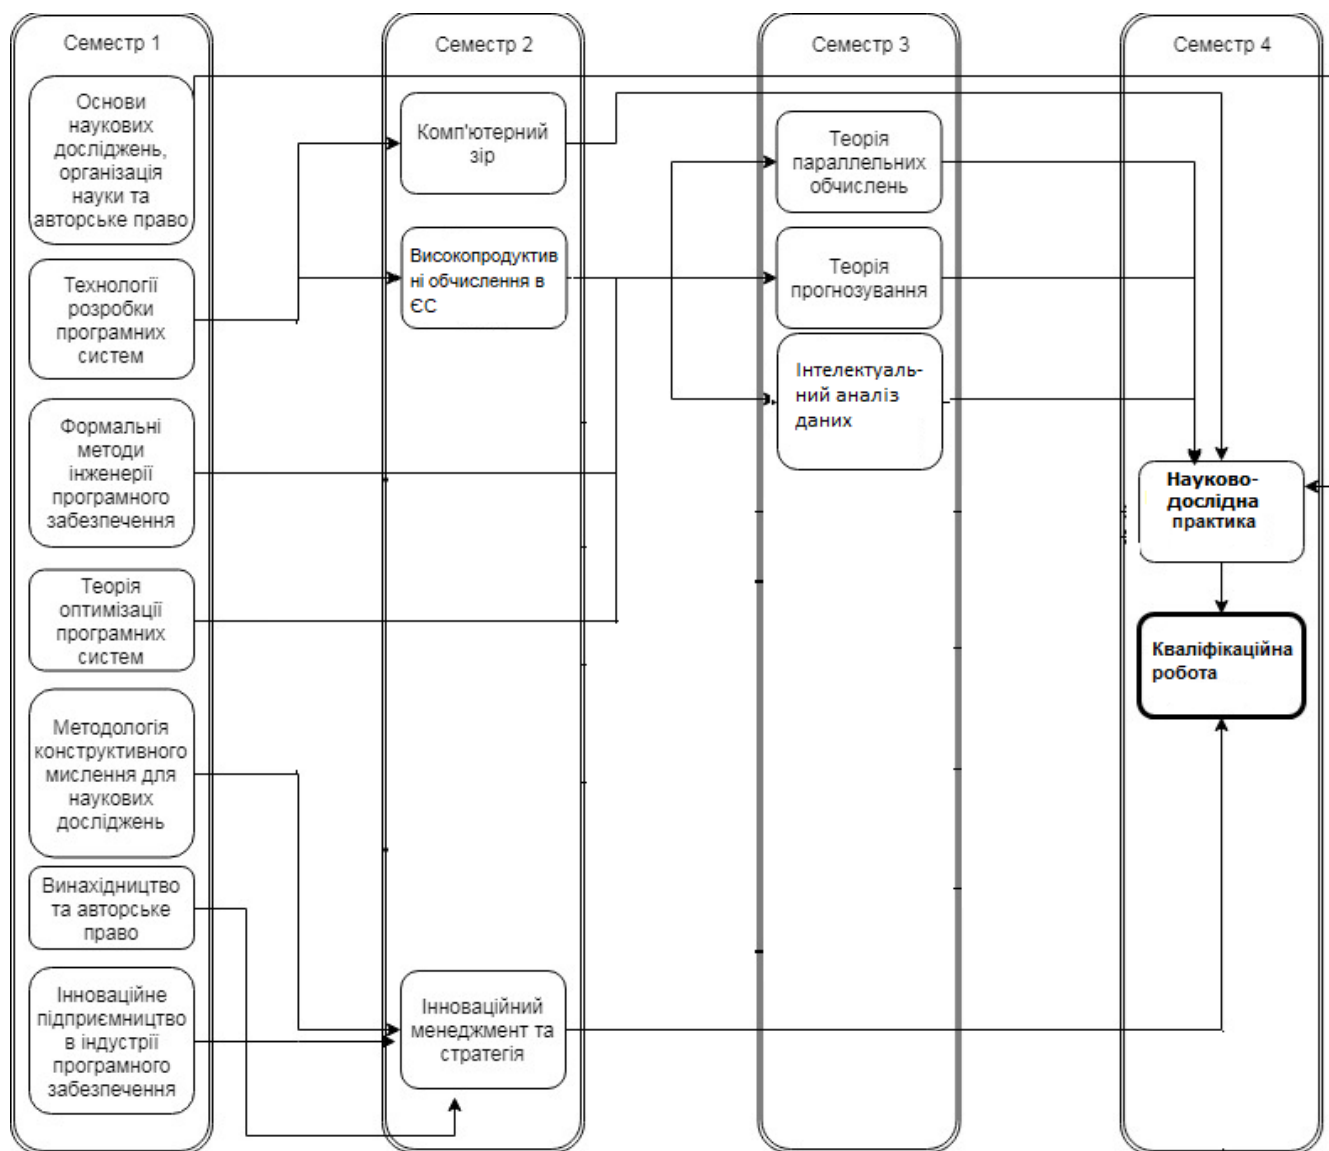 Семестр 1
Основи
наукових
досліджень,
організація
науки та
авторське право
Технології
розробки
програмних
систем
Формальні
методи
інженерії
програмного
забезпечення
Теорія
оптимізації
програмних
систем
Методологія
конструктивного
мислення для
наукових
досліджень
Винахідництво
та авторське
право
Інноваційне
підприємництво
в індустрії
програмного
забезпечення
Семестр 2
Комп'ютерний
зір
Високопродуктив
ні обчислення в
ЄС
Інноваційний
менеджмент та
стратегія
Семестр 3
Теорія
параллельних
обчислень
Теорія
прогнозування
Інтелектуаль-
ний аналіз
даних
Семестр 4
Науково-
дослідна
практика
Кваліфікаційна
робота